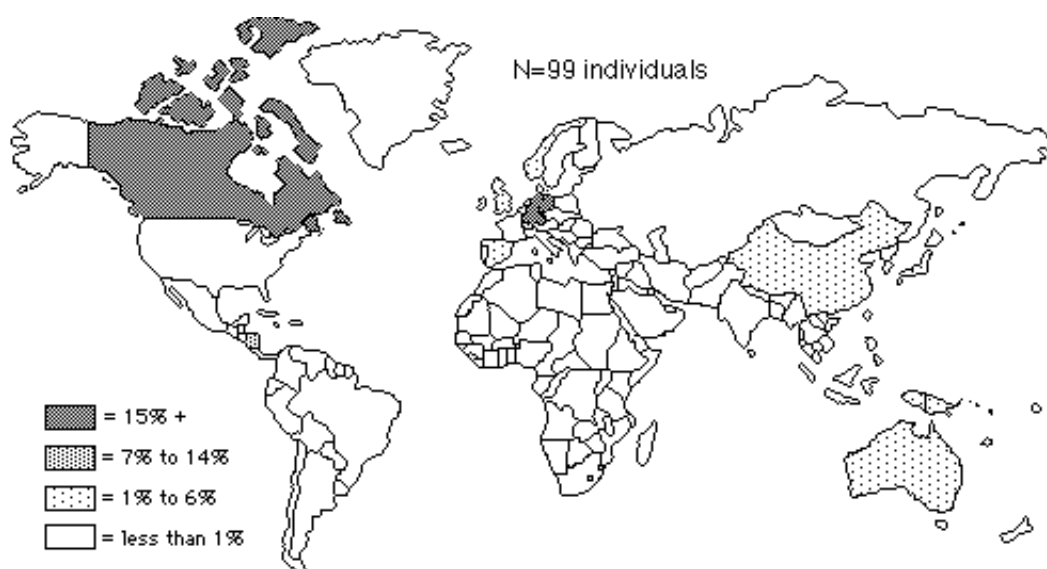 N=99 individuals
= 15% +
= 7% to 14%
= 1% to 6%
= less than 1%